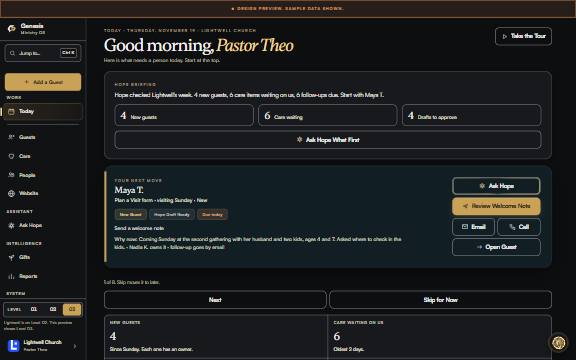 DESIGN PREVIEW. SAMPLE DATA SHOWN.
Genesis
Ministry OS
Jump to...
Ctrl K
+ Add a Guest
WORK
Today
Guests
Care
People
Website
ASSISTANT
Ask Hope
INTELLIGENCE
Gifts
Reports
SYSTEM
LEVEL 01 02 03
Lightwell Church
Pastor Theo
TODAY · THURSDAY, NOVEMBER 19 · LIGHTWELL CHURCH
Good morning, Pastor Theo
Here is what needs a person today. Start at the top.
Take the Tour
HOPE BRIEFING
Hope checked Lightwell's week. 4 new guests, 6 care items waiting on us, 6 follow-ups due. Start with Maya T.
4 New guests
6 Care waiting
4 Drafts to approve
Ask Hope What First
YOUR NEXT MOVE
Maya T.
Plan a Visit form · visiting Sunday · New
New Guest
Hope Draft Ready
Due today
Send a welcome note
Why now: Coming Sunday at the second gathering with her husband and two kids, ages 4 and 7. Asked where to check in the
kids. · Nadia K. owns it · follow-up goes by email
Ask Hope
Review Welcome Note
Email
Call
Open Guest
1 of 8. Skip moves it to later.
Next
Skip for Now
NEW GUESTS
4
Since Sunday. Each one has an owner.
CARE WAITING ON US
6
Oldest 2 days.